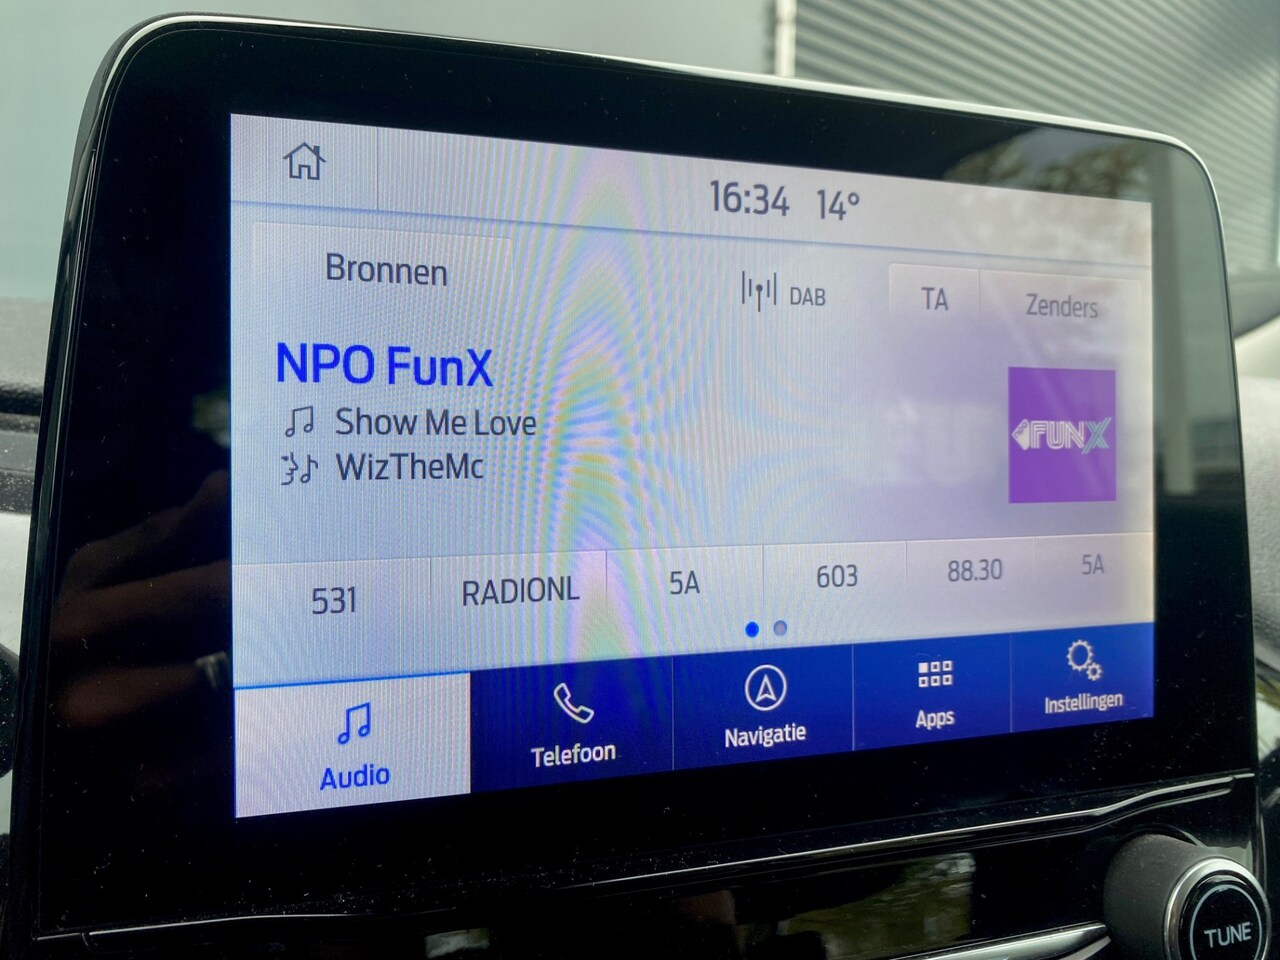 16:34 14°
Bronnen DAB TA Zenders
NPO FunX
Show Me Love
WizTheMc
FUNX
531 RADIONL 5A 603 88.30 5A
Audio Telefoon Navigatie Apps Instellingen
TUNE